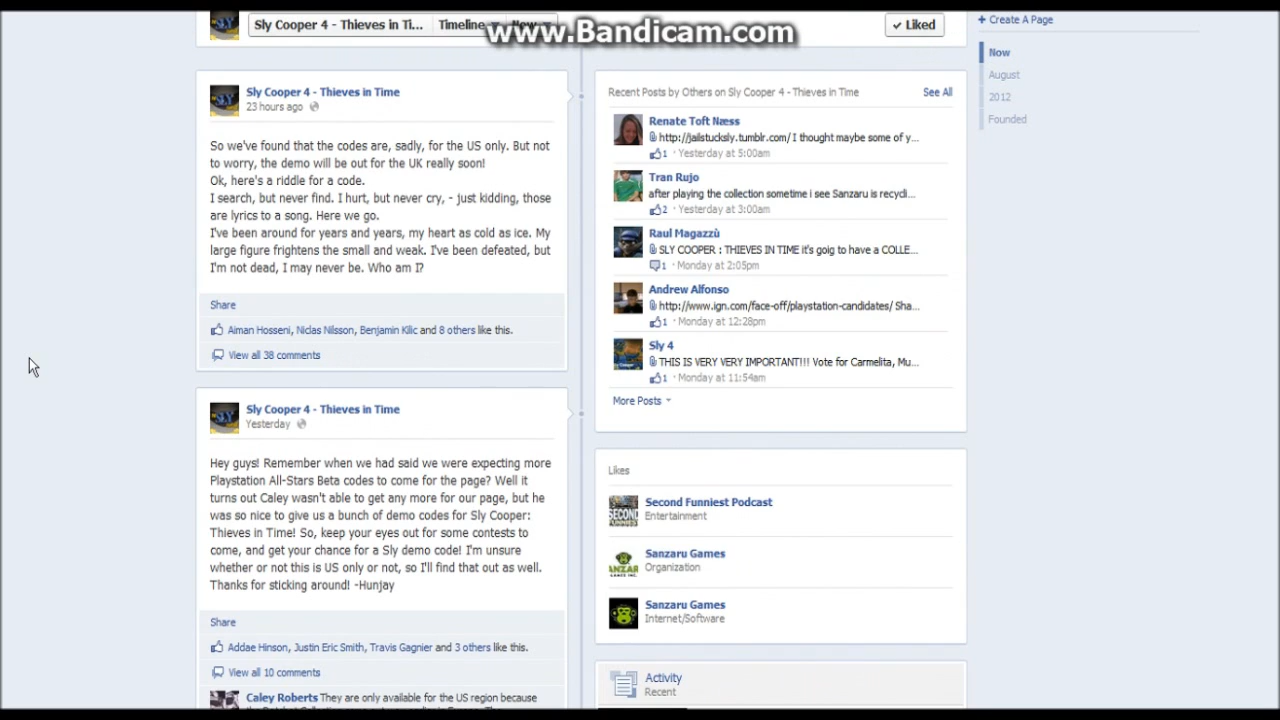 www.Bandicam.com
Sly Cooper 4 - Thieves in Ti...
Timeline
Now
Liked
+ Create A Page
Now
August
2012
Founded
Sly Cooper 4 - Thieves in Time
23 hours ago
So we've found that the codes are, sadly, for the US only. But not
to worry, the demo will be out for the UK really soon!
Ok, here's a riddle for a code.
I search, but never find. I hurt, but never cry, - just kidding, those
are lyrics to a song. Here we go.
I've been around for years and years, my heart as cold as ice. My
large figure frightens the small and weak. I've been defeated, but
I'm not dead, I may never be. Who am I?
Share
Aiman Hosseni, Niclas Nilsson, Benjamin Kilic and 8 others like this.
View all 38 comments
Sly Cooper 4 - Thieves in Time
Yesterday
Hey guys! Remember when we had said we were expecting more
Playstation All-Stars Beta codes to come for the page? Well it
turns out Caley wasn't able to get any more for our page, but he
was so nice to give us a bunch of demo codes for Sly Cooper:
Thieves in Time! So, keep your eyes out for some contests to
come, and get your chance for a Sly demo code! I'm unsure
whether or not this is US only or not, so I'll find that out as well.
Thanks for sticking around! -Hunjay
Share
Addae Hinson, Justin Eric Smith, Travis Gagnier and 3 others like this.
View all 10 comments
Caley Roberts They are only available for the US region because
Recent Posts by Others on Sly Cooper 4 - Thieves in Time
See All
Renate Toft Næss
http://jailstucksly.tumblr.com/ I thought maybe some of y...
1 · Yesterday at 5:00am
Tran Rujo
after playing the collection sometime i see Sanzaru is recycli...
2 · Yesterday at 3:00am
Raul Magazzù
SLY COOPER : THIEVES IN TIME it's goig to have a COLLE...
1 · Monday at 2:05pm
Andrew Alfonso
http://www.ign.com/face-off/playstation-candidates/ Sha...
1 · Monday at 12:28pm
Sly 4
THIS IS VERY VERY IMPORTANT!!! Vote for Carmelita, Mu...
1 · Monday at 11:54am
More Posts
Likes
Second Funniest Podcast
Entertainment
Sanzaru Games
Organization
Sanzaru Games
Internet/Software
Activity
Recent